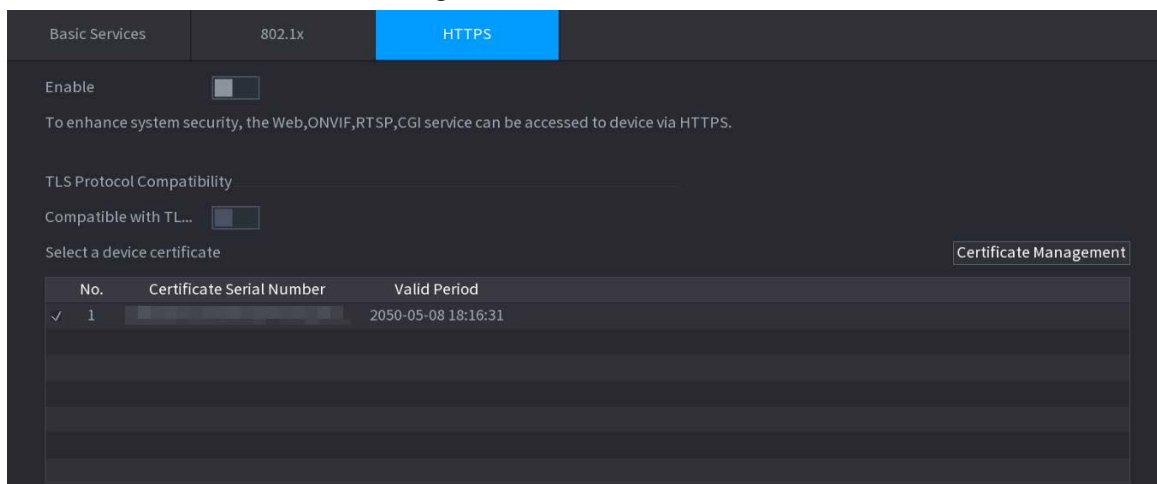 Basic Services 802.1x HTTPS
Enable
To enhance system security, the Web,ONVIF,RTSP,CGI service can be accessed to device via HTTPS.
TLS Protocol Compatibility
Compatible with TL...
Select a device certificate Certificate Management
No. Certificate Serial Number Valid Period
1 2050-05-08 18:16:31